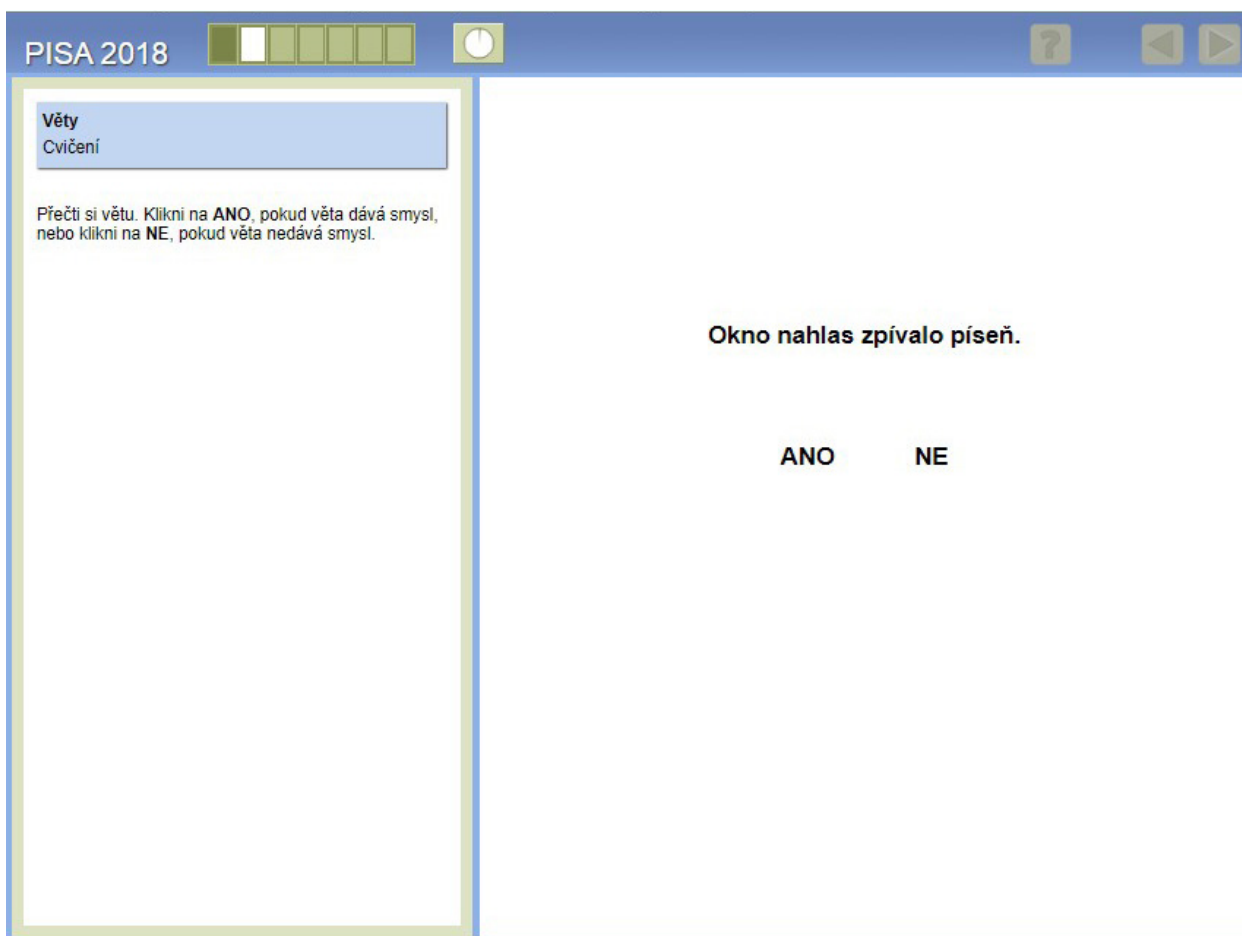 PISA 2018
?
Věty
Cvičení
Přečti si větu. Klikni na ANO, pokud věta dává smysl,
nebo klikni na NE, pokud věta nedává smysl.
Okno nahlas zpívalo píseň.
ANO NE